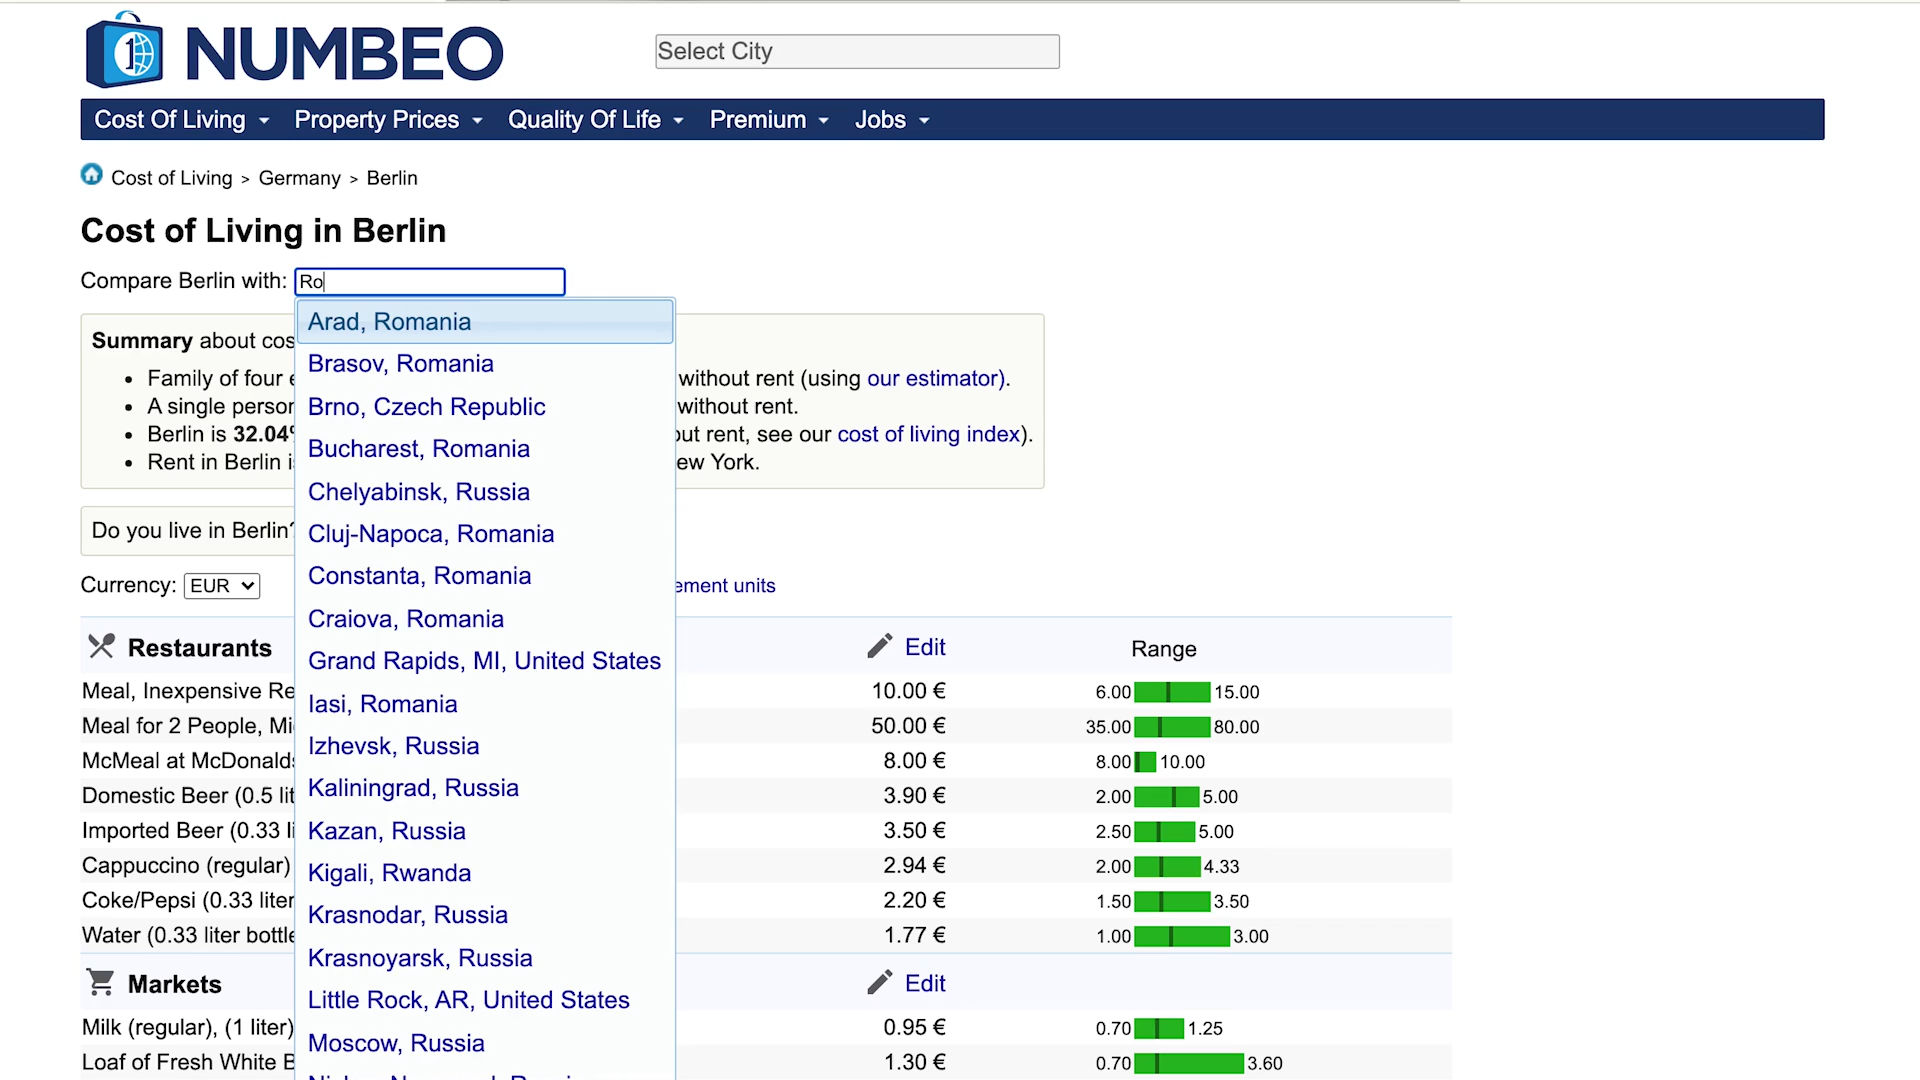 NUMBEO
Select City
Cost Of Living Property Prices Quality Of Life Premium Jobs
Cost of Living > Germany > Berlin
Cost of Living in Berlin
Compare Berlin with: Ro
Arad, Romania
Brasov, Romania
Brno, Czech Republic
Bucharest, Romania
Chelyabinsk, Russia
Cluj-Napoca, Romania
Constanta, Romania
Craiova, Romania
Grand Rapids, MI, United States
Iasi, Romania
Izhevsk, Russia
Kaliningrad, Russia
Kazan, Russia
Kigali, Rwanda
Krasnodar, Russia
Krasnoyarsk, Russia
Little Rock, AR, United States
Moscow, Russia
Summary about cos
Family of four without rent (using our estimator).
A single person without rent.
Berlin is 32.04% rent, see our cost of living index).
Rent in Berlin York.
Do you live in Berlin?
Currency: EUR units
Restaurants Edit Range
Meal, Inexpensive Re 10.00 € 6.00 15.00
Meal for 2 People, Mi 50.00 € 35.00 80.00
McMeal at McDonalds 8.00 € 8.00 10.00
Domestic Beer (0.5 lit 3.90 € 2.00 5.00
Imported Beer (0.33 li 3.50 € 2.50 5.00
Cappuccino (regular) 2.94 € 2.00 4.33
Coke/Pepsi (0.33 liter 2.20 € 1.50 3.50
Water (0.33 liter bottle 1.77 € 1.00 3.00
Markets Edit
Milk (regular), (1 liter) 0.95 € 0.70 1.25
Loaf of Fresh White B 1.30 € 0.70 3.60